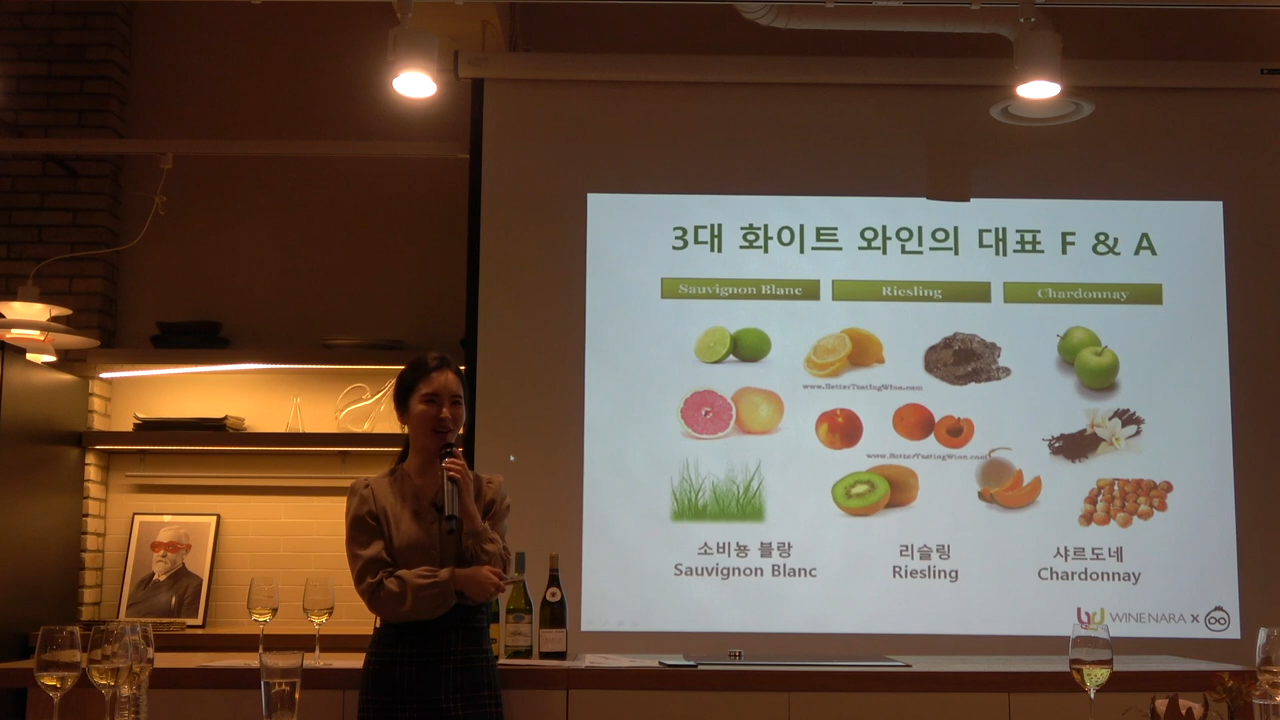 3대 화이트 와인의 대표 F & A
Sauvignon Blanc
Riesling
Chardonnay
www.BetterTastingWine.com
www.BetterTastingWine.com
소비뇽 블랑
Sauvignon Blanc
리슬링
Riesling
샤르도네
Chardonnay
WINENARA X